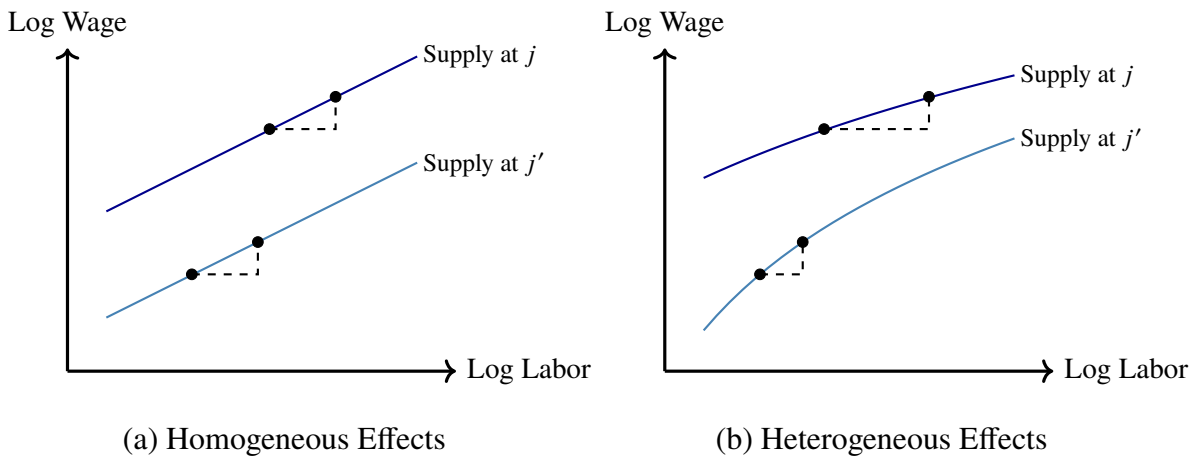 Log Wage
Supply at j
Supply at j′
Log Labor
(a) Homogeneous Effects
Log Wage
Supply at j
Supply at j′
Log Labor
(b) Heterogeneous Effects